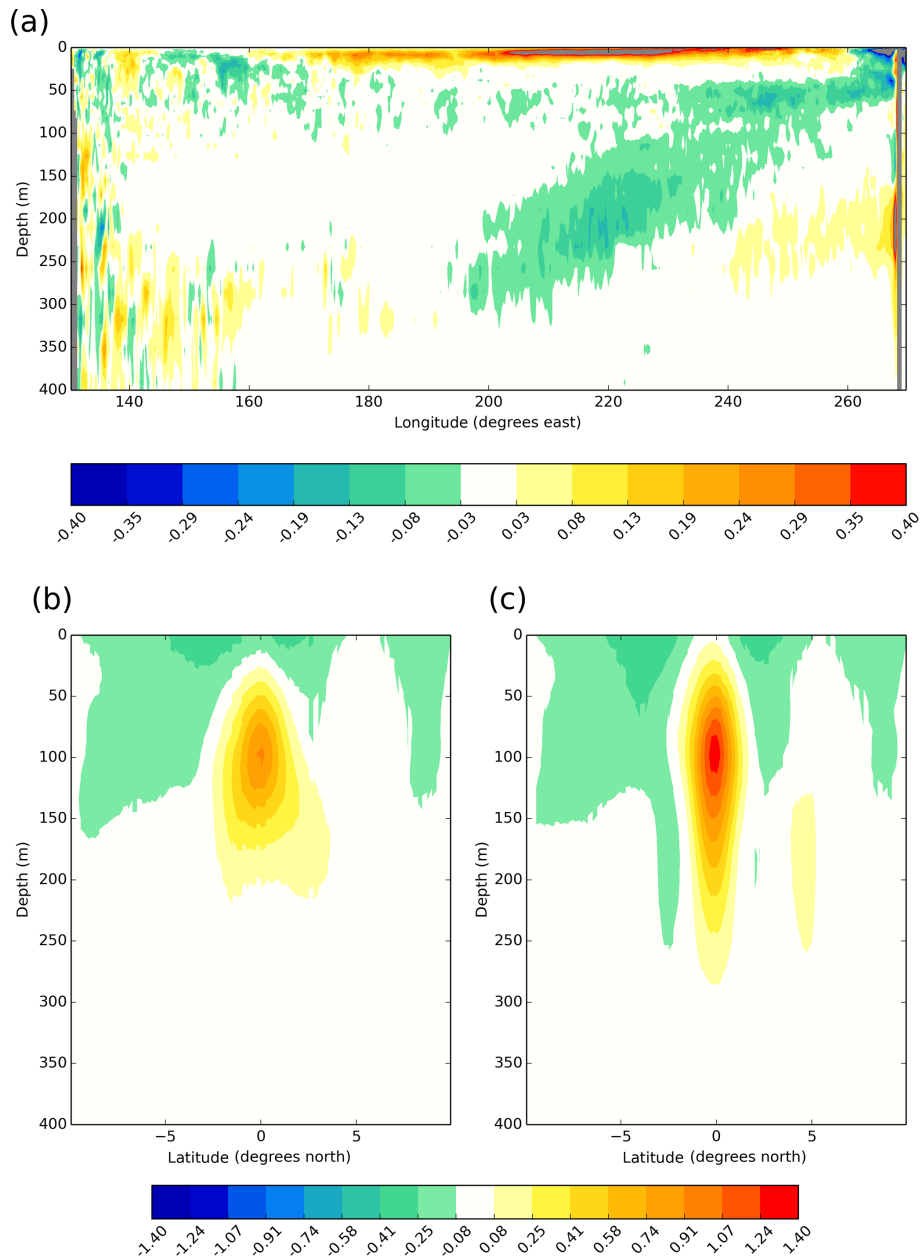 (a)
0
50
100
150
200
250
300
350
400
Depth (m)
140 160 180 200 220 240 260
Longitude (degrees east)
-0.40 -0.35 -0.29 -0.24 -0.19 -0.13 -0.08 -0.03 0.03 0.08 0.13 0.19 0.24 0.29 0.35 0.40
(b)
0
50
100
150
200
250
300
350
400
Depth (m)
−5 0 5
Latitude (degrees north)
(c)
0
50
100
150
200
250
300
350
400
Depth (m)
−5 0 5
Latitude (degrees north)
-1.40 -1.24 -1.07 -0.91 -0.74 -0.58 -0.41 -0.25 -0.08 0.08 0.25 0.41 0.58 0.74 0.91 1.07 1.24 1.40